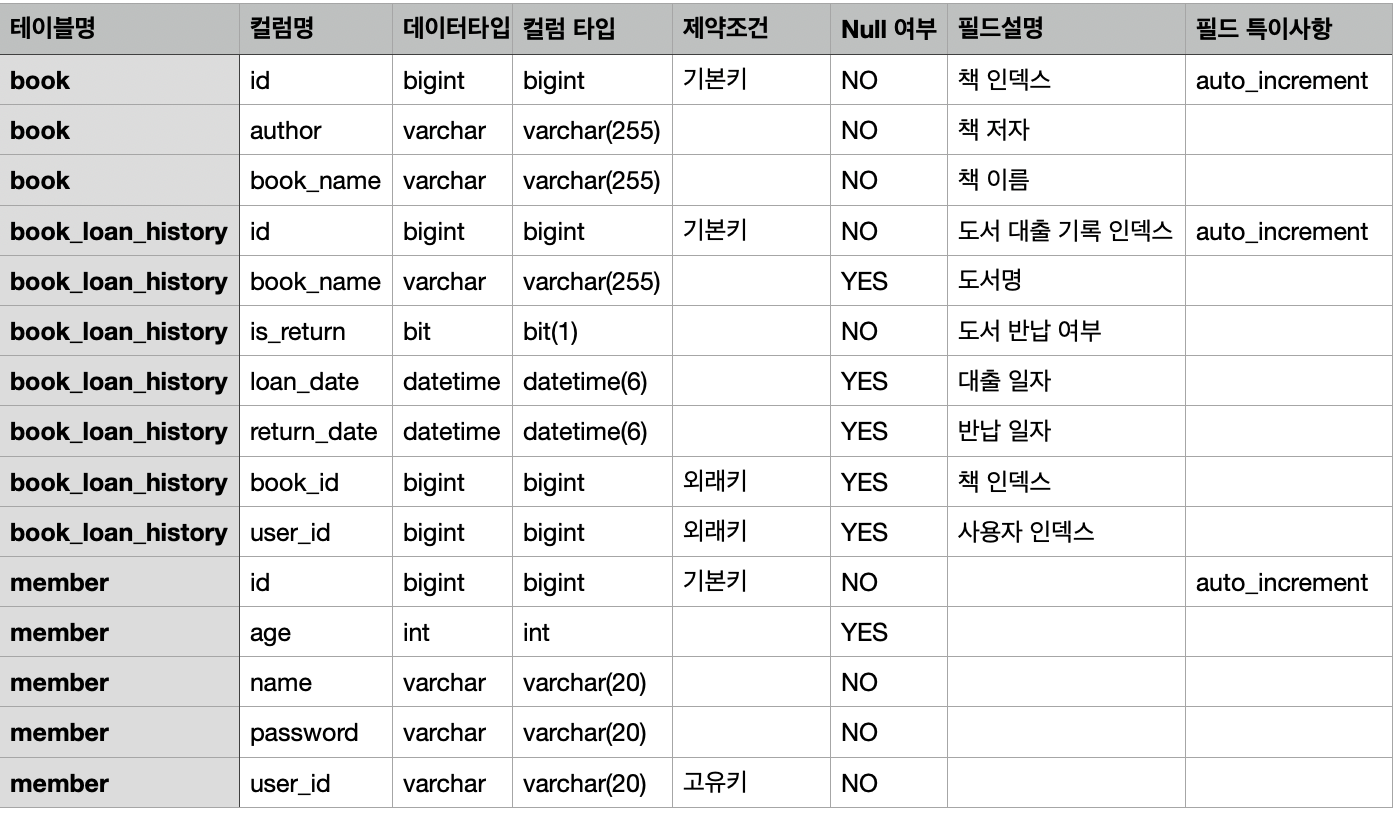 테이블명 컬럼명 데이터타입 컬럼 타입 제약조건 Null 여부 필드설명 필드 특이사항
book id bigint bigint 기본키 NO 책 인덱스 auto_increment
book author varchar varchar(255) NO 책 저자
book book_name varchar varchar(255) NO 책 이름
book_loan_history id bigint bigint 기본키 NO 도서 대출 기록 인덱스 auto_increment
book_loan_history book_name varchar varchar(255) YES 도서명
book_loan_history is_return bit bit(1) NO 도서 반납 여부
book_loan_history loan_date datetime datetime(6) YES 대출 일자
book_loan_history return_date datetime datetime(6) YES 반납 일자
book_loan_history book_id bigint bigint 외래키 YES 책 인덱스
book_loan_history user_id bigint bigint 외래키 YES 사용자 인덱스
member id bigint bigint 기본키 NO auto_increment
member age int int YES
member name varchar varchar(20) NO
member password varchar varchar(20) NO
member user_id varchar varchar(20) 고유키 NO